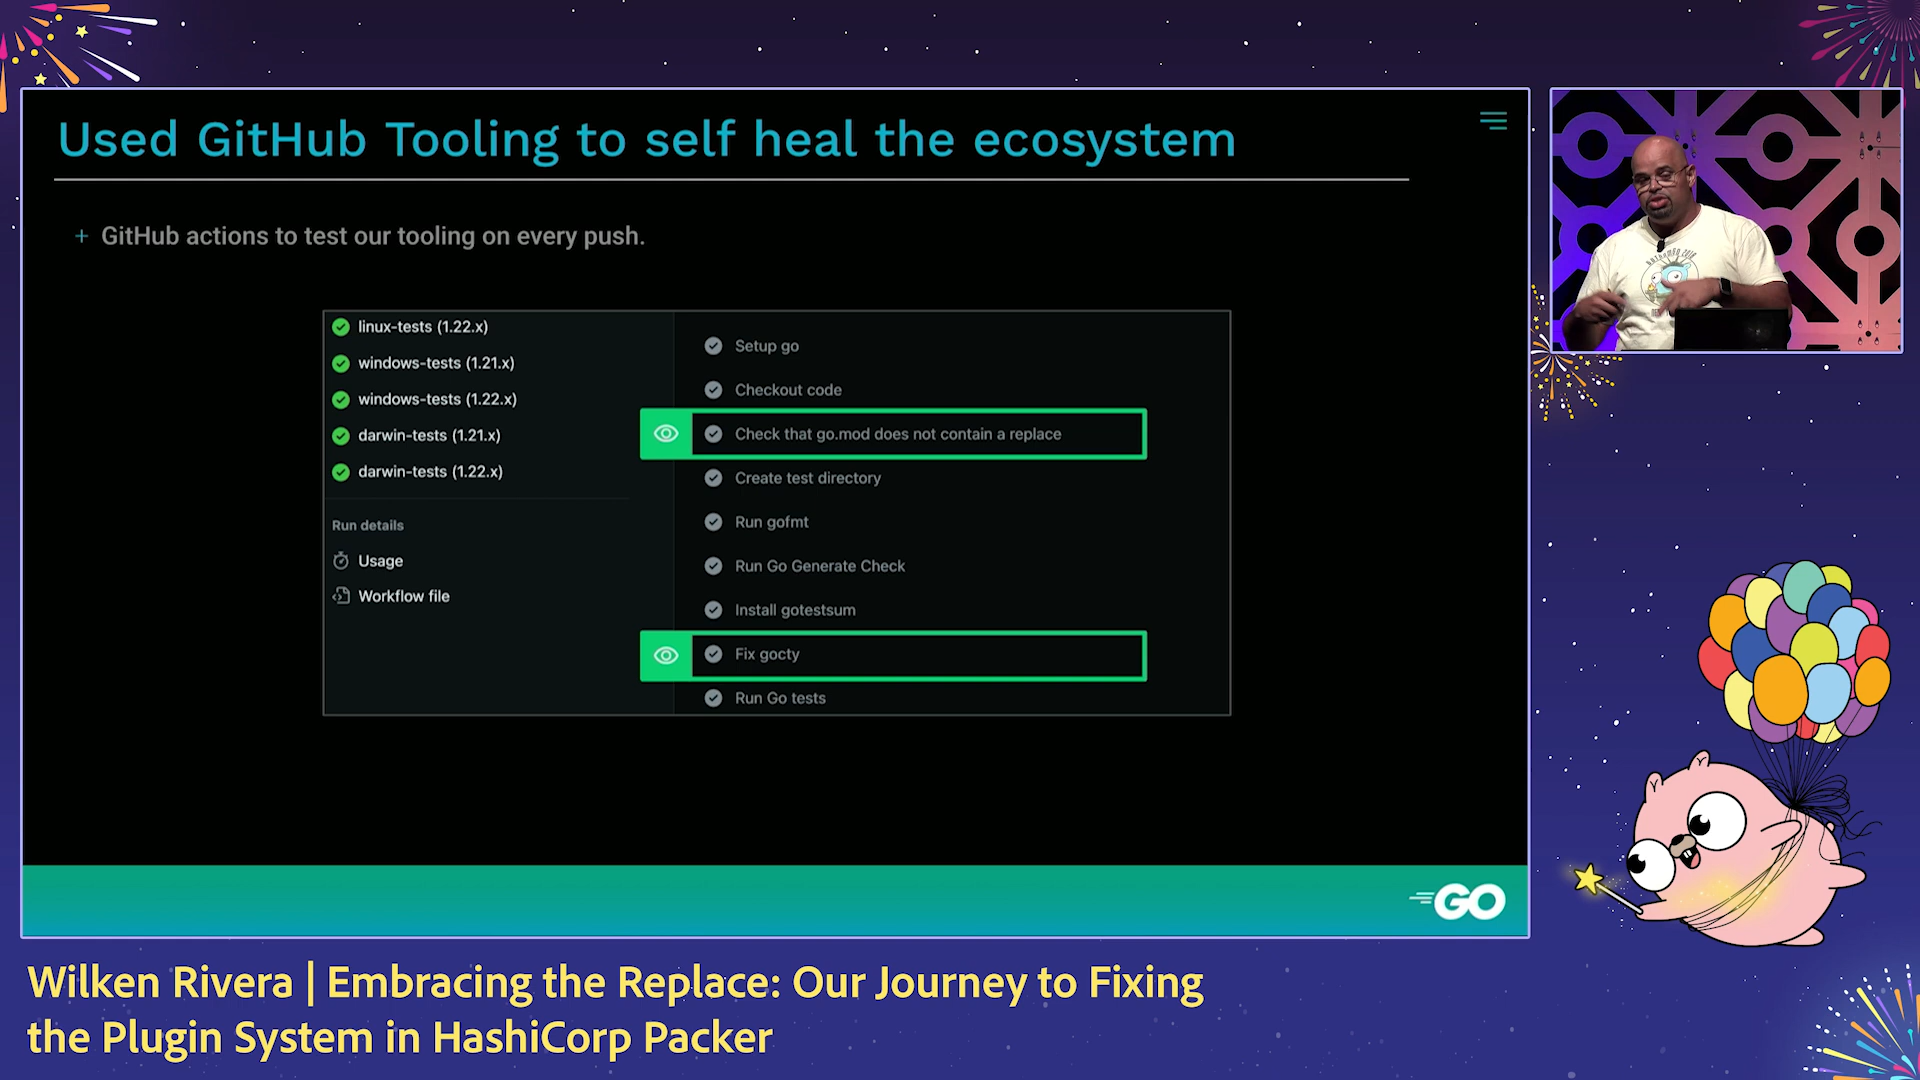 Used GitHub Tooling to self heal the ecosystem
+ GitHub actions to test our tooling on every push.
linux-tests (1.22.x)
windows-tests (1.21.x)
windows-tests (1.22.x)
darwin-tests (1.21.x)
darwin-tests (1.22.x)
Run details
Usage
Workflow file
Setup go
Checkout code
Check that go.mod does not contain a replace
Create test directory
Run gofmt
Run Go Generate Check
Install gotestsum
Fix gocty
Run Go tests
GO
Wilken Rivera | Embracing the Replace: Our Journey to Fixing
the Plugin System in HashiCorp Packer